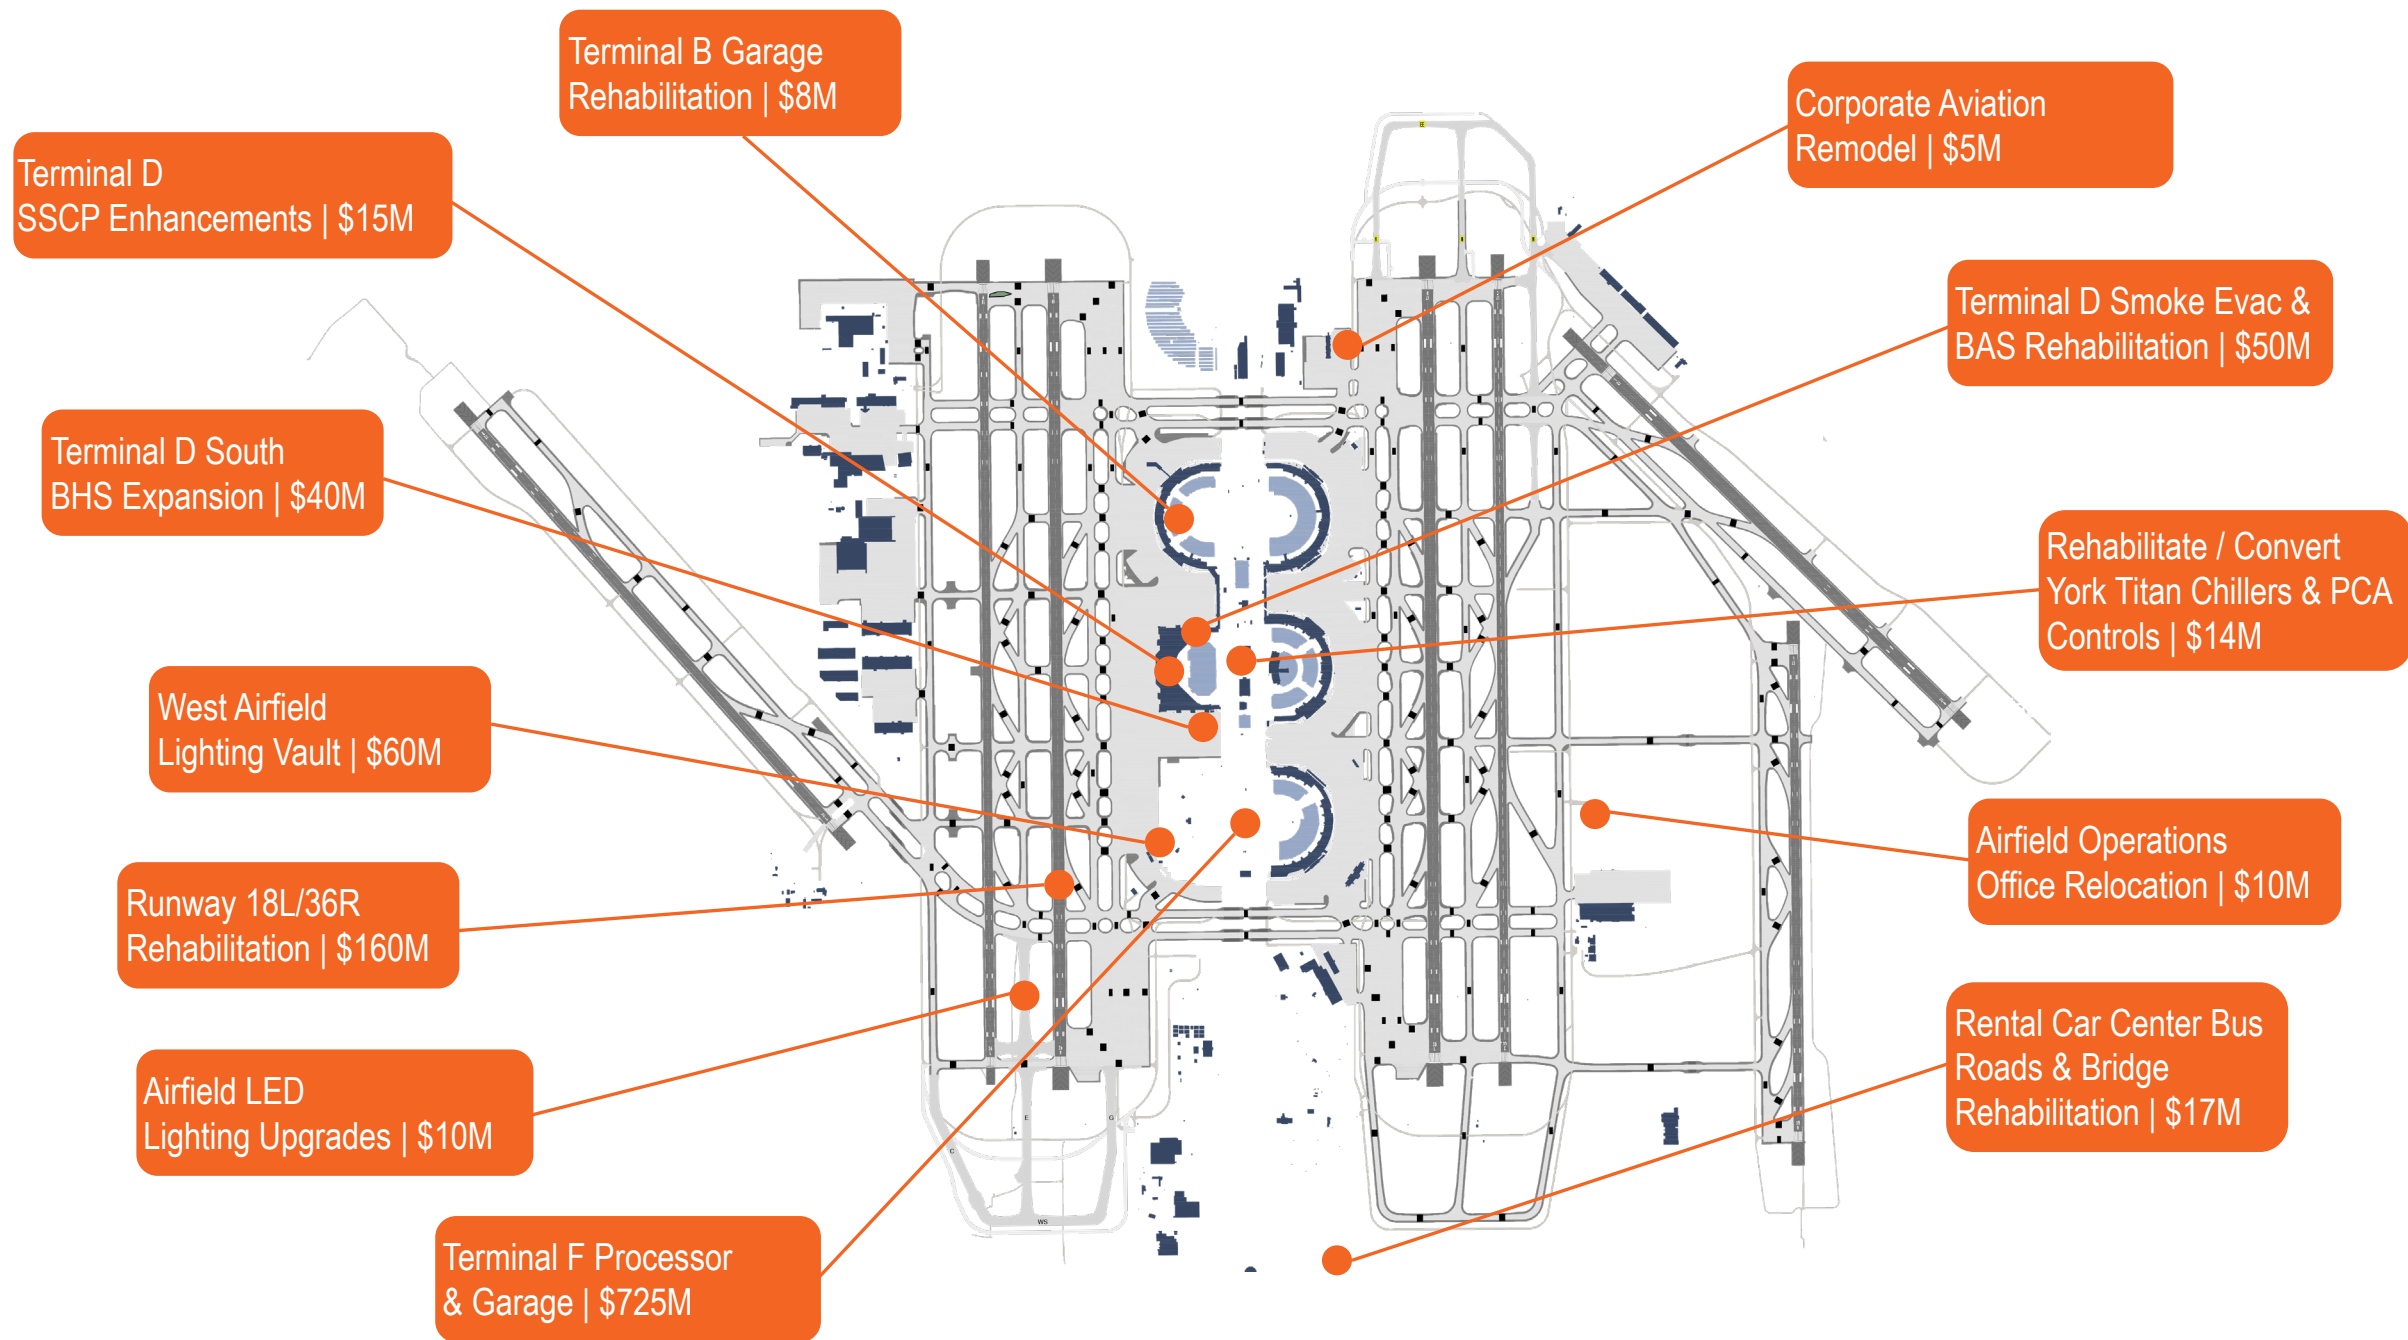 Terminal B Garage
Rehabilitation | $8M
Corporate Aviation
Remodel | $5M
Terminal D
SSCP Enhancements | $15M
Terminal D Smoke Evac &
BAS Rehabilitation | $50M
Terminal D South
BHS Expansion | $40M
Rehabilitate / Convert
York Titan Chillers & PCA
Controls | $14M
West Airfield
Lighting Vault | $60M
Airfield Operations
Office Relocation | $10M
Runway 18L/36R
Rehabilitation | $160M
Rental Car Center Bus
Roads & Bridge
Rehabilitation | $17M
Airfield LED
Lighting Upgrades | $10M
E
G
C
WS
Terminal F Processor
& Garage | $725M